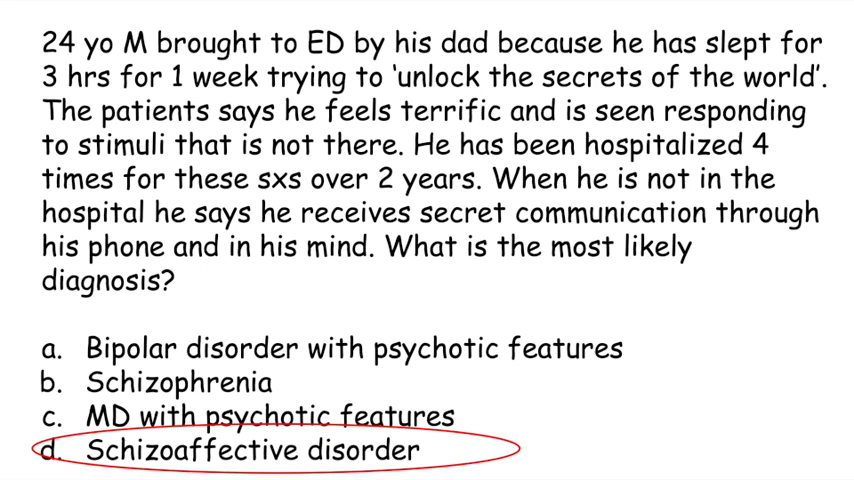 24 yo M brought to ED by his dad because he has slept for
3 hrs for 1 week trying to ‘unlock the secrets of the world’.
The patients says he feels terrific and is seen responding
to stimuli that is not there. He has been hospitalized 4
times for these sxs over 2 years. When he is not in the
hospital he says he receives secret communication through
his phone and in his mind. What is the most likely
diagnosis?
a. Bipolar disorder with psychotic features
b. Schizophrenia
c. MD with psychotic features
d. Schizoaffective disorder